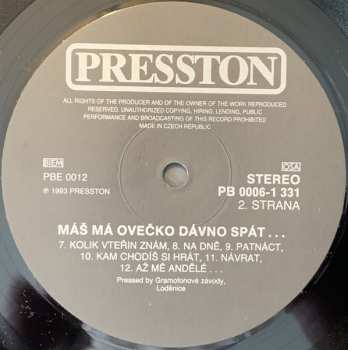 PRESSTON
ALL RIGHTS OF THE PRODUCER AND OF THE OWNER OF THE WORK REPRODUCED
RESERVED. UNAUTHORIZED COPYING, HIRING, LENDING, PUBLIC
PERFORMANCE AND BROADCASTING OF THIS RECORD PROHIBITED
MADE IN CZECH REPUBLIC
BIEM
OSA
PBE 0012
STEREO
℗ 1993 PRESSTON
PB 0006-1 331
2. STRANA
MÁŠ MÁ OVEČKO DÁVNO SPÁT...
7. KOLIK VTEŘIN ZNÁM, 8. NA DNĚ, 9. PATNÁCT,
10. KAM CHODÍŠ SI HRÁT, 11. NÁVRAT,
12. AŽ MĚ ANDĚLÉ...
Pressed by Gramofonové závody,
Loděnice